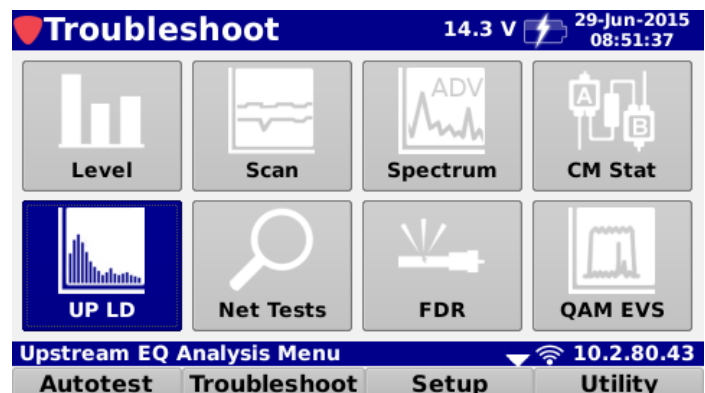 Troubleshoot 14.3 V 29-Jun-2015
08:51:37
ADV
A
B
Level Scan Spectrum CM Stat
UP LD Net Tests FDR QAM EVS
Upstream EQ Analysis Menu 10.2.80.43
Autotest Troubleshoot Setup Utility